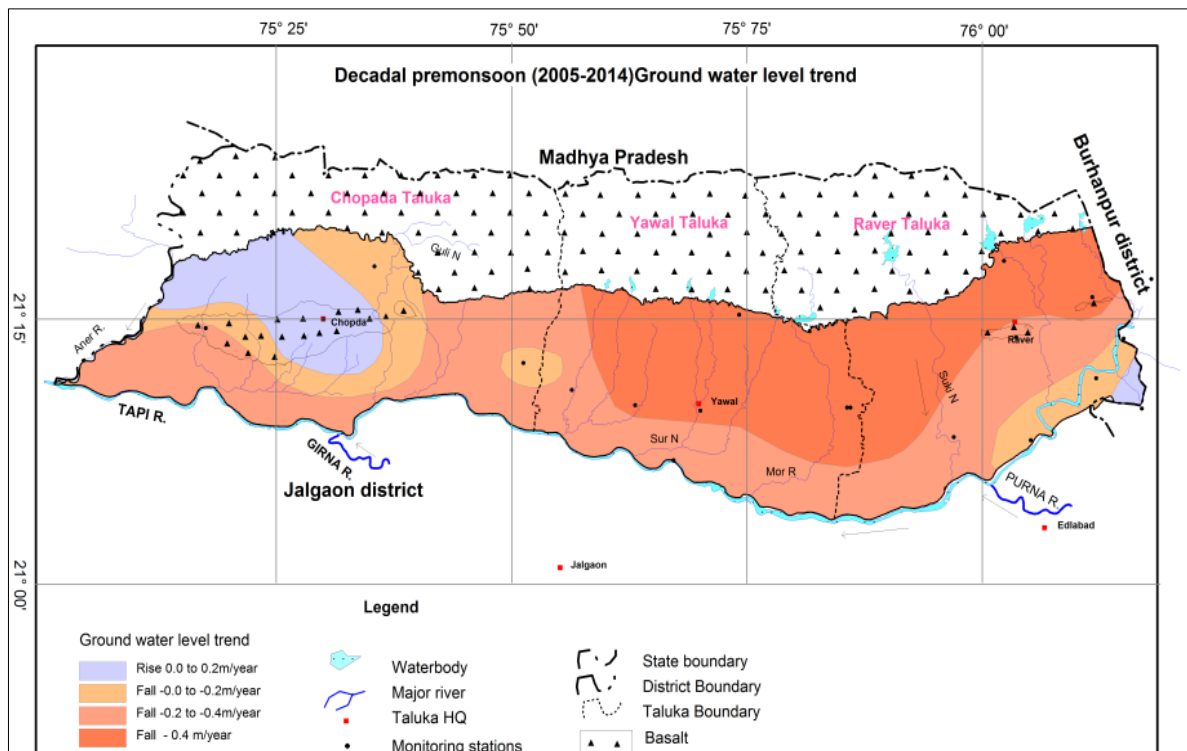 75° 25'
75° 50'
75° 75'
76° 00'
Decadal premonsoon (2005-2014)Ground water level trend
Madhya Pradesh
Burhanpur district
Chopada Taluka
Yawal Taluka
Raver Taluka
Guli N
21° 15'
Chopda
Aner R.
Raver
Suki N
Yawal
TAPI R.
Sur N
GIRNA R.
Mor R
PURNA R.
Jalgaon district
Edlabad
Jalgaon
21° 00'
Legend
Ground water level trend
Rise 0.0 to 0.2m/year
Fall -0.0 to -0.2m/year
Fall -0.2 to -0.4m/year
Fall - 0.4 m/year
Waterbody
Major river
Taluka HQ
Monitoring stations
State boundary
District Boundary
Taluka Boundary
Basalt